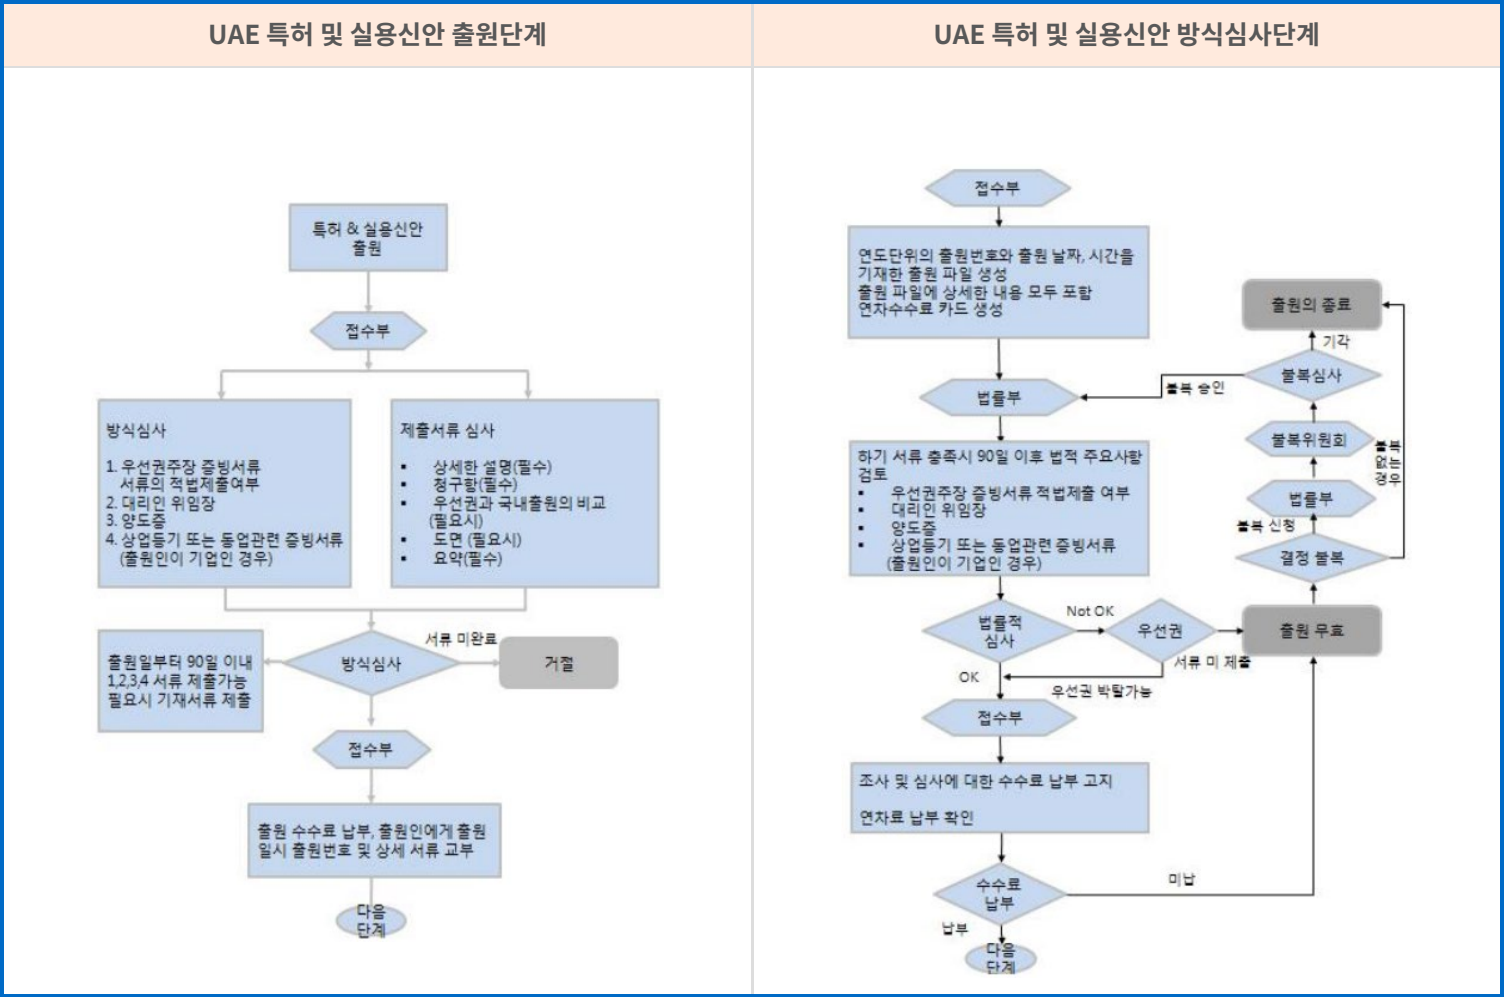 UAE 특허 및 실용신안 출원단계
특허 & 실용신안
출원
접수부
방식심사
1. 우선권주장 증빙서류
서류의 적법제출여부
2. 대리인 위임장
3. 양도증
4. 상업등기 또는 동업관련 증빙서류
(출원인이 기업인 경우)
제출서류 심사
▪ 상세한 설명(필수)
▪ 청구항(필수)
▪ 우선권과 국내출원의 비교
(필요시)
▪ 도면 (필요시)
▪ 요약(필수)
출원일부터 90일 이내
1,2,3,4 서류 제출가능
필요시 기재서류 제출
방식심사
서류 미완료
거절
접수부
출원 수수료 납부, 출원인에게 출원
일시 출원번호 및 상세 서류 교부
다음
단계
UAE 특허 및 실용신안 방식심사단계
접수부
연도단위의 출원번호와 출원 날짜, 시간을
기재한 출원 파일 생성
출원 파일에 상세한 내용 모두 포함
연차수수료 카드 생성
법률부
하기 서류 충족시 90일 이후 법적 주요사항
검토
▪ 우선권주장 증빙서류 적법제출 여부
▪ 대리인 위임장
▪ 양도증
▪ 상업등기 또는 동업관련 증빙서류
(출원인이 기업인 경우)
법률적
심사
Not OK
우선권
서류 미 제출
OK
우선권 박탈가능
접수부
조사 및 심사에 대한 수수료 납부 고지
연차료 납부 확인
수수료
납부
미납
납부
다음
단계
출원의 종료
기각
불복심사
불복 승인
불복위원회
불복
없는
경우
법률부
불복 신청
결정 불복
출원 무효